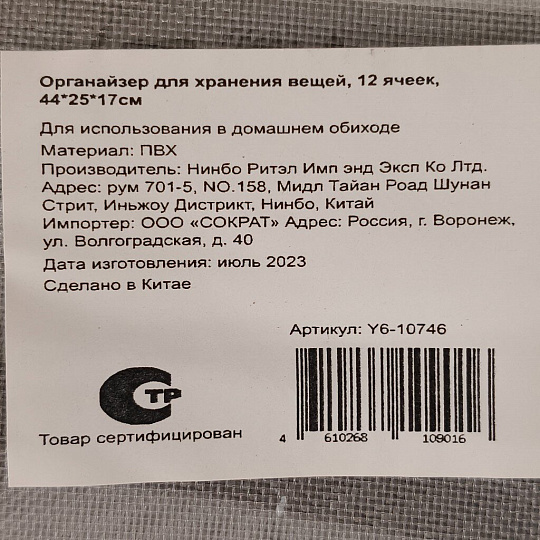 Органайзер для хранения вещей, 12 ячеек,
44*25*17см
Для использования в домашнем обиходе
Материал: ПВХ
Производитель: Нинбо Ритэл Имп энд Эксп Ко Лтд.
Адрес: рум 701-5, NO.158, Мидл Тайан Роад Шунан
Стрит, Иньжоу Дистрикт, Нинбо, Китай
Импортер: ООО «СОКРАТ» Адрес: Россия, г. Воронеж,
ул. Волгоградская, д. 40
Дата изготовления: июль 2023
Сделано в Китае
Артикул: Y6-10746
СТР
Товар сертифицирован
4 610268 109016